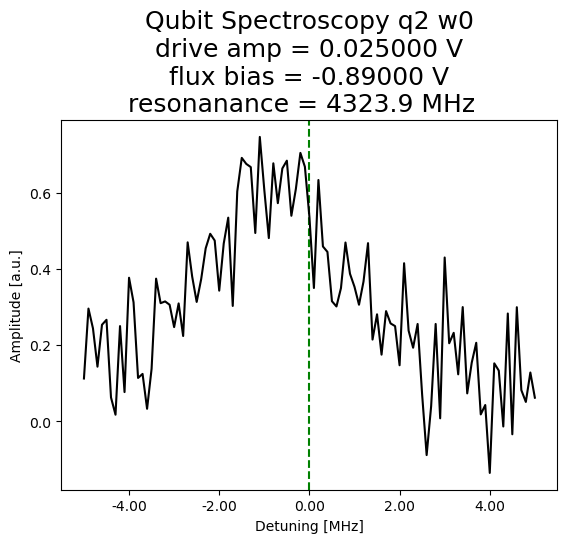 Qubit Spectroscopy q2 w0
drive amp = 0.025000 V
flux bias = -0.89000 V
resonanance = 4323.9 MHz
Amplitude [a.u.]
0.6
0.4
0.2
0.0
-4.00 -2.00 0.00 2.00 4.00
Detuning [MHz]